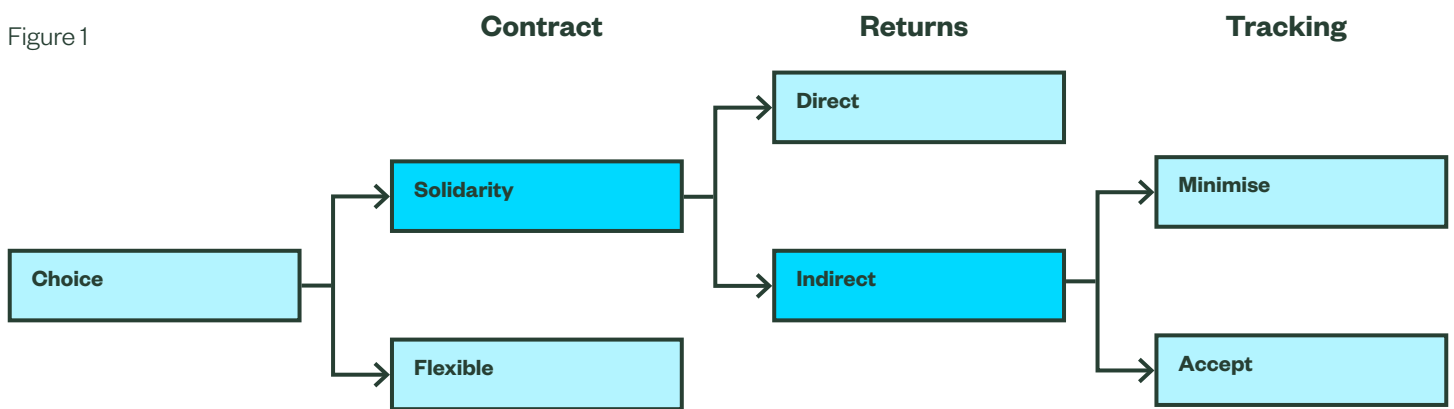 Figure 1
Contract
Returns
Tracking
Direct
Solidarity
Minimise
Choice
Indirect
Flexible
Accept